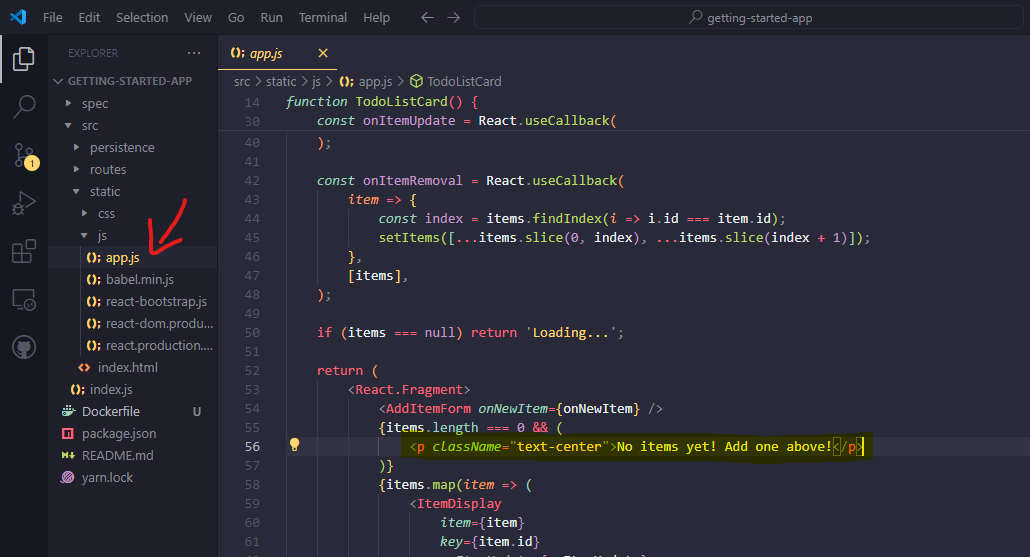 File Edit Selection View Go Run Terminal Help
getting-started-app
EXPLORER
GETTING-STARTED-APP
spec
src
persistence
routes
static
css
js
app.js
babel.min.js
react-bootstrap.js
react-dom.produ...
react.production....
index.html
index.js
Dockerfile U
package.json
README.md
yarn.lock
1
app.js
src > static > js > app.js > TodoListCard
14 function TodoListCard() {
30 const onItemUpdate = React.useCallback(
40 );
41
42 const onItemRemoval = React.useCallback(
43 item => {
44 const index = items.findIndex(i => i.id === item.id);
45 setItems([...items.slice(0, index), ...items.slice(index + 1)]);
46 },
47 [items],
48 );
49
50 if (items === null) return 'Loading...';
51
52 return (
53 <React.Fragment>
54 <AddItemForm onNewItem={onNewItem} />
55 {items.length === 0 && (
56 <p className="text-center">No items yet! Add one above!</p>
57 )}
58 {items.map(item => (
59 <ItemDisplay
60 item={item}
61 key={item.id}